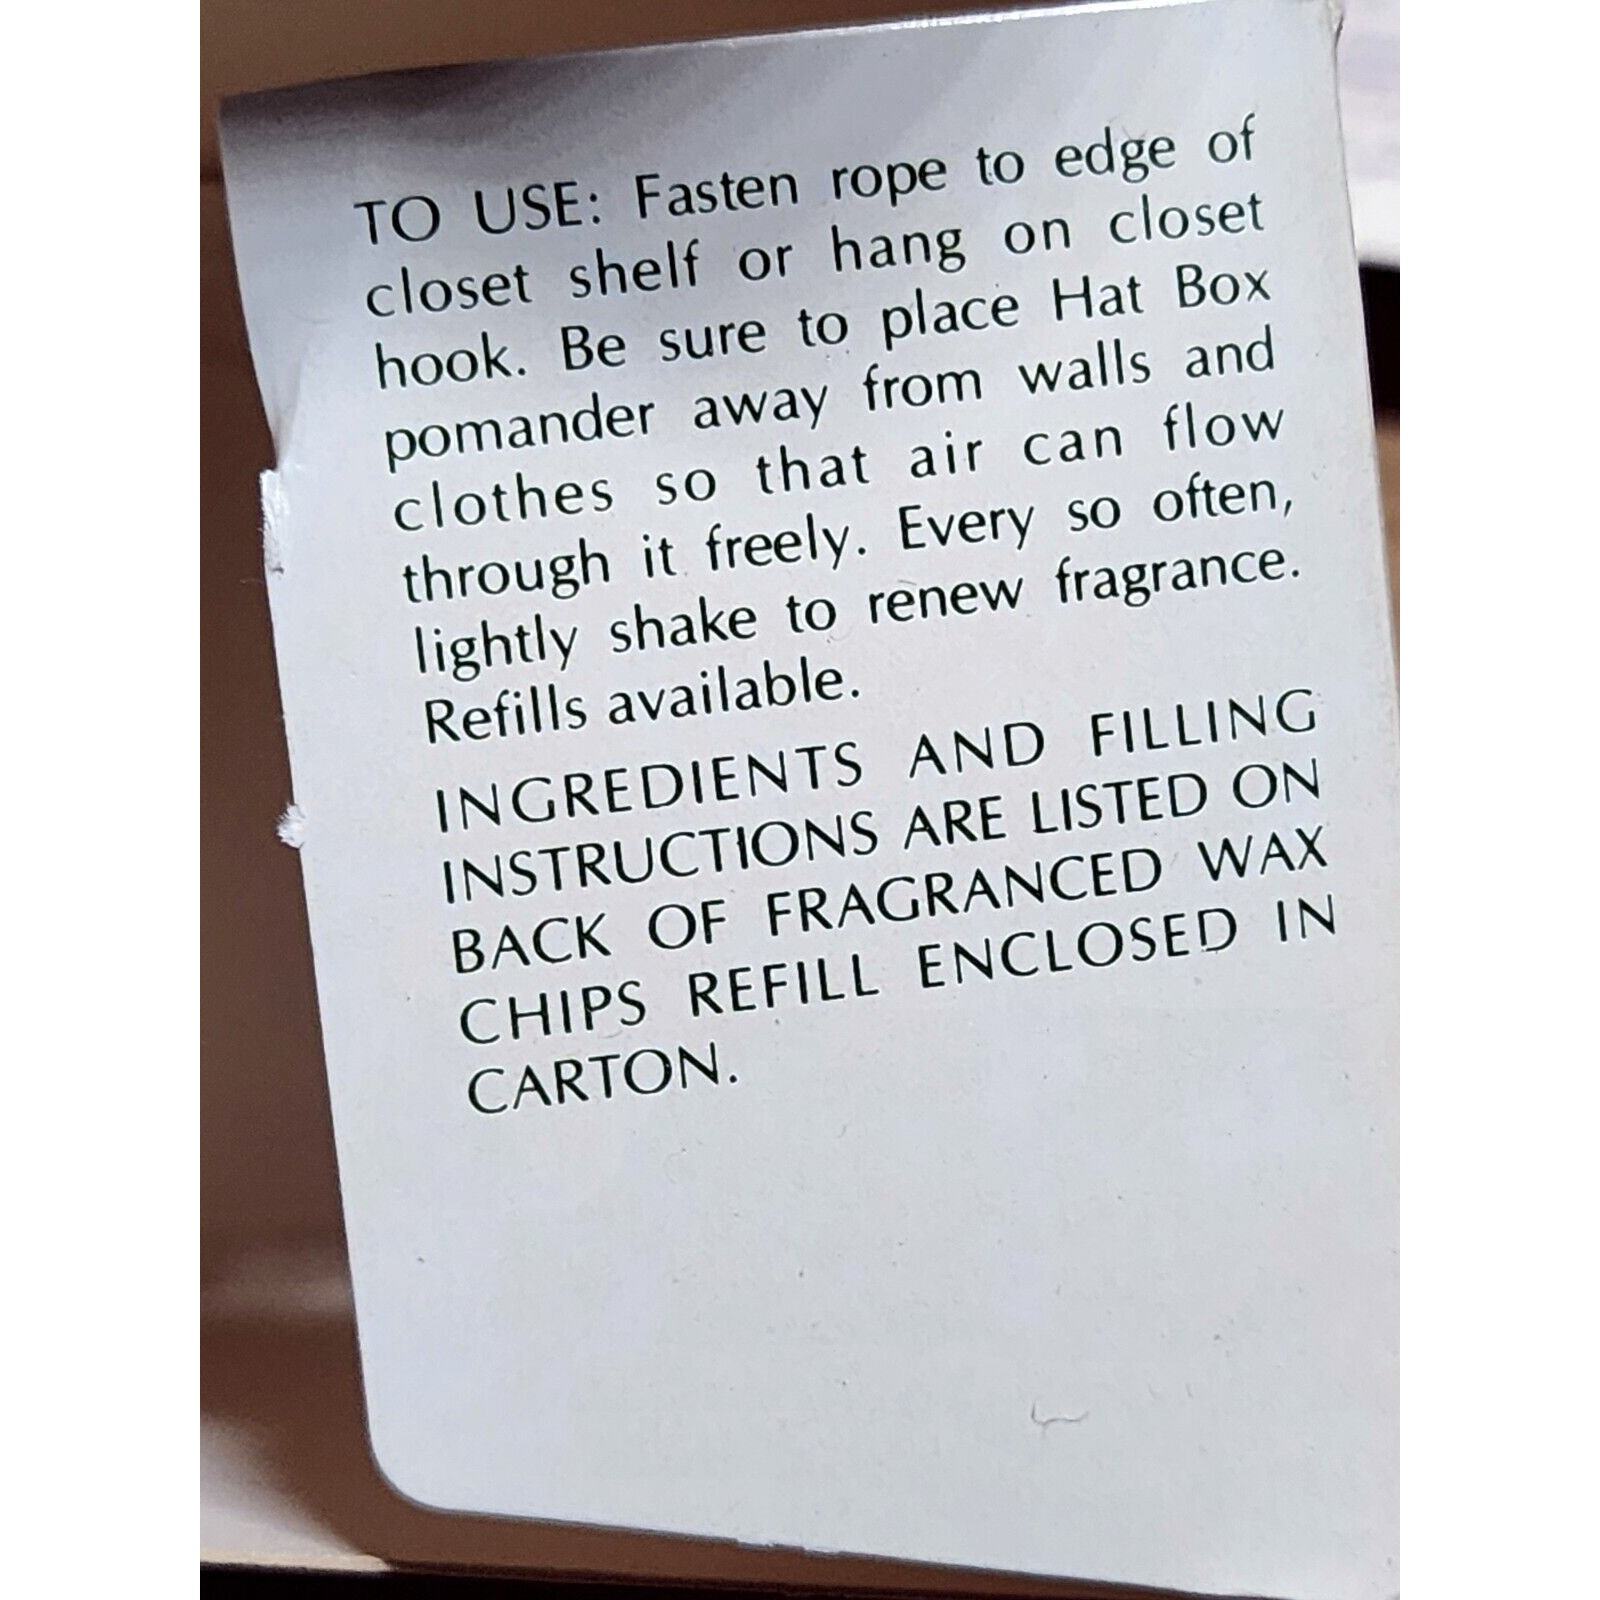 TO USE: Fasten rope to edge of
closet shelf or hang on closet
hook. Be sure to place Hat Box
pomander away from walls and
clothes so that air can flow
through it freely. Every so often,
lightly shake to renew fragrance.
Refills available.
INGREDIENTS AND FILLING
INSTRUCTIONS ARE LISTED ON
BACK OF FRAGRANCED WAX
CHIPS REFILL ENCLOSED IN
CARTON.